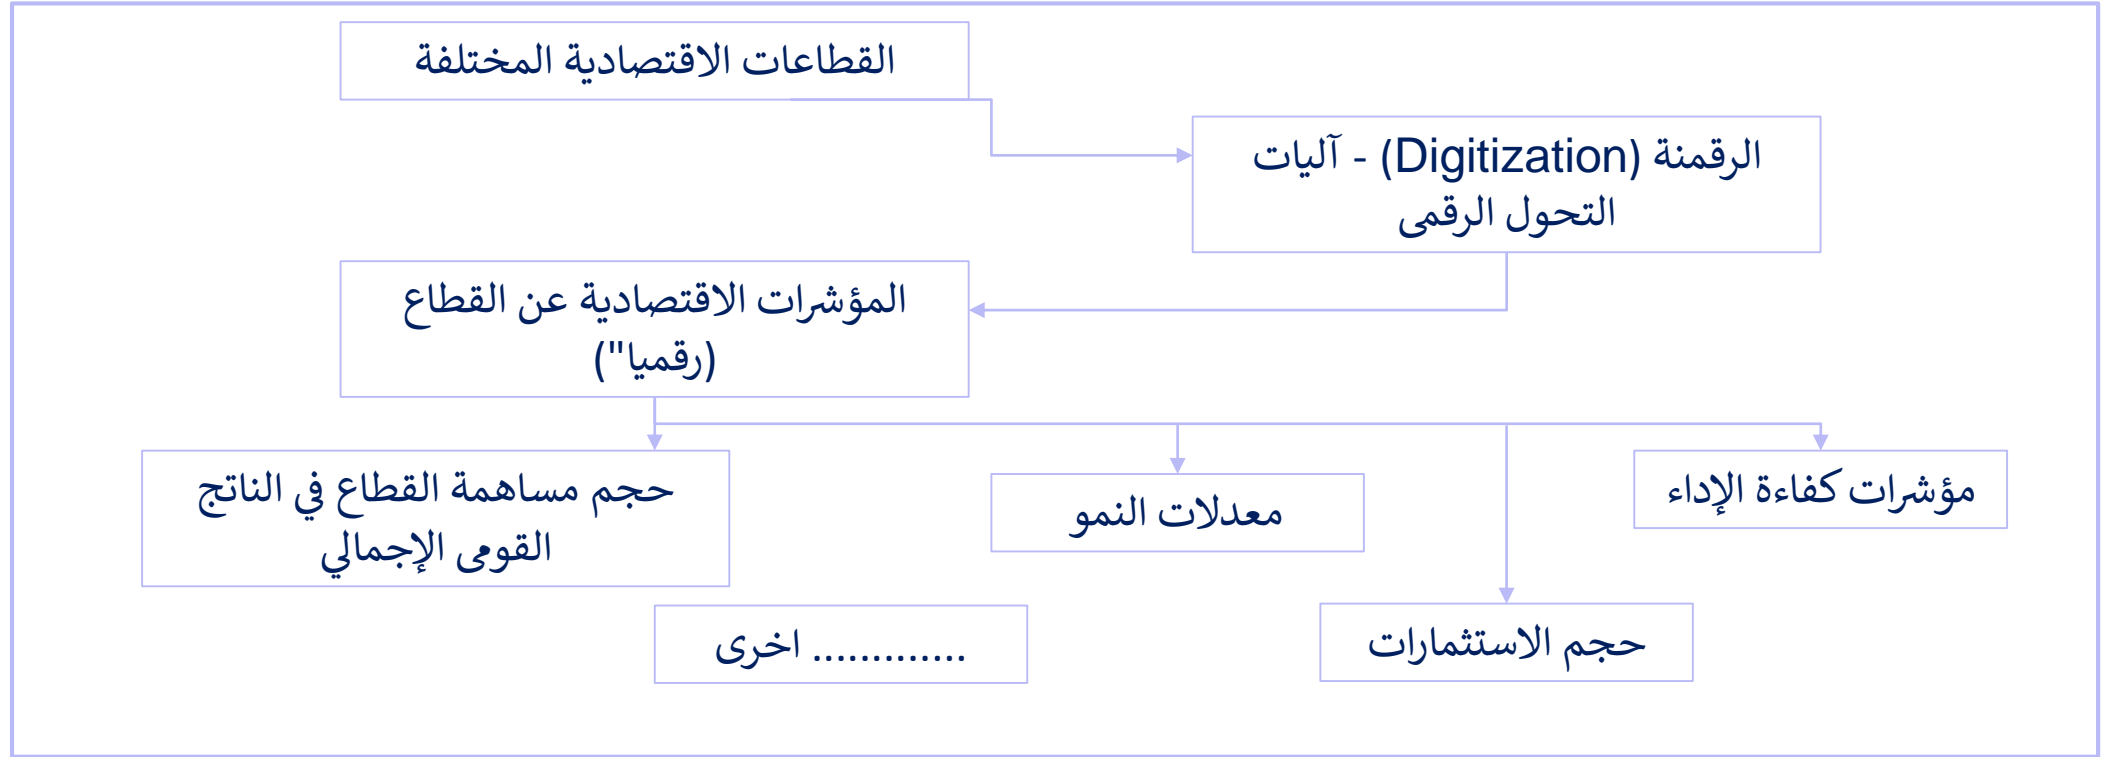 القطاعات الاقتصادية المختلفة
الرقمنة (Digitization) - آليات
التحول الرقمى
المؤشرات الاقتصادية عن القطاع
(رقميا")
مؤشرات كفاءة الإداء
معدلات النمو
حجم مساهمة القطاع في الناتج
القومى الإجمالي
حجم الاستثمارات
............. اخرى